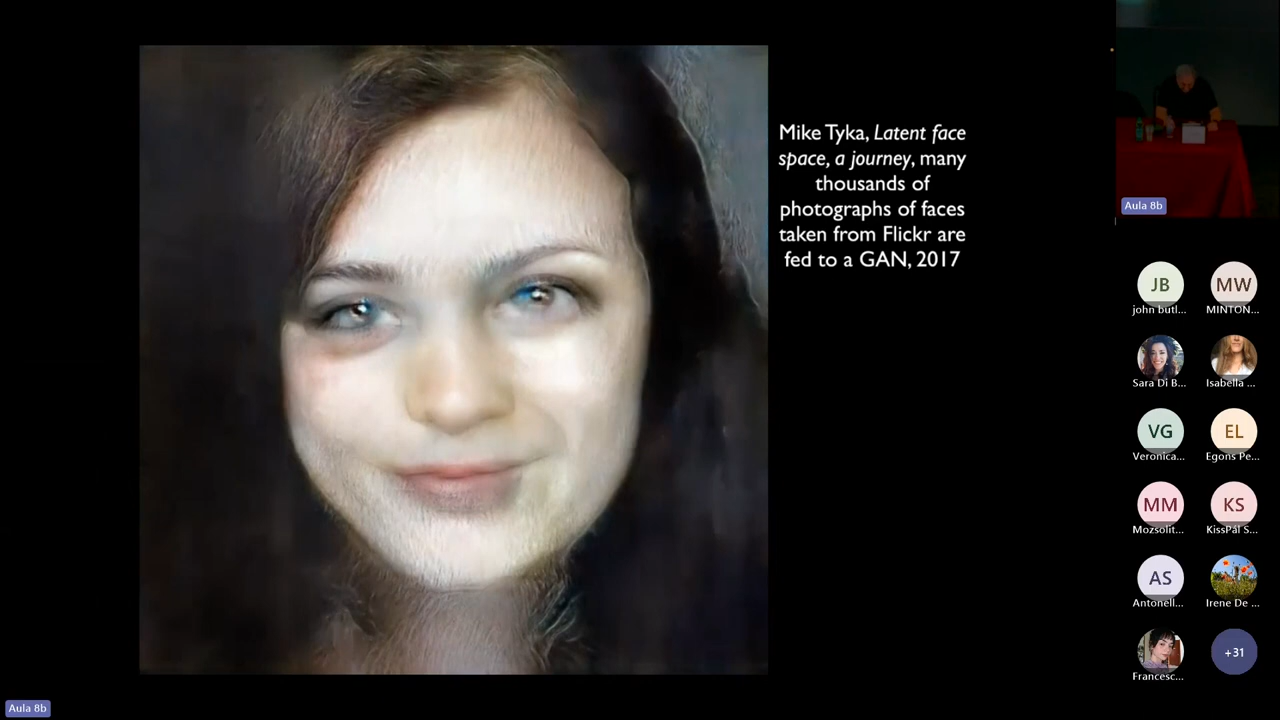 Mike Tyka, Latent face
space, a journey, many
thousands of
photographs of faces
taken from Flickr are
fed to a GAN, 2017
Aula 8b
JB
MW
john butl...
MINTON...
Sara Di B...
Isabella ...
VG
EL
Veronica...
Egons Pe...
MM
KS
Mozsolit...
KissPál S...
AS
Antonell...
Irene De ...
+31
Francesc...
Aula 8b